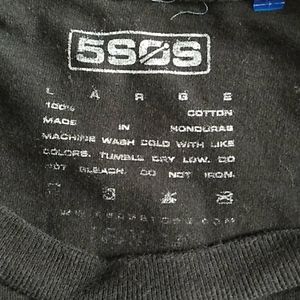 5SOS
LARGE
100% COTTON
MADE IN HONDURAS
MACHINE WASH COLD WITH LIKE
COLORS. TUMBLE DRY LOW. DO
NOT BLEACH. DO NOT IRON.